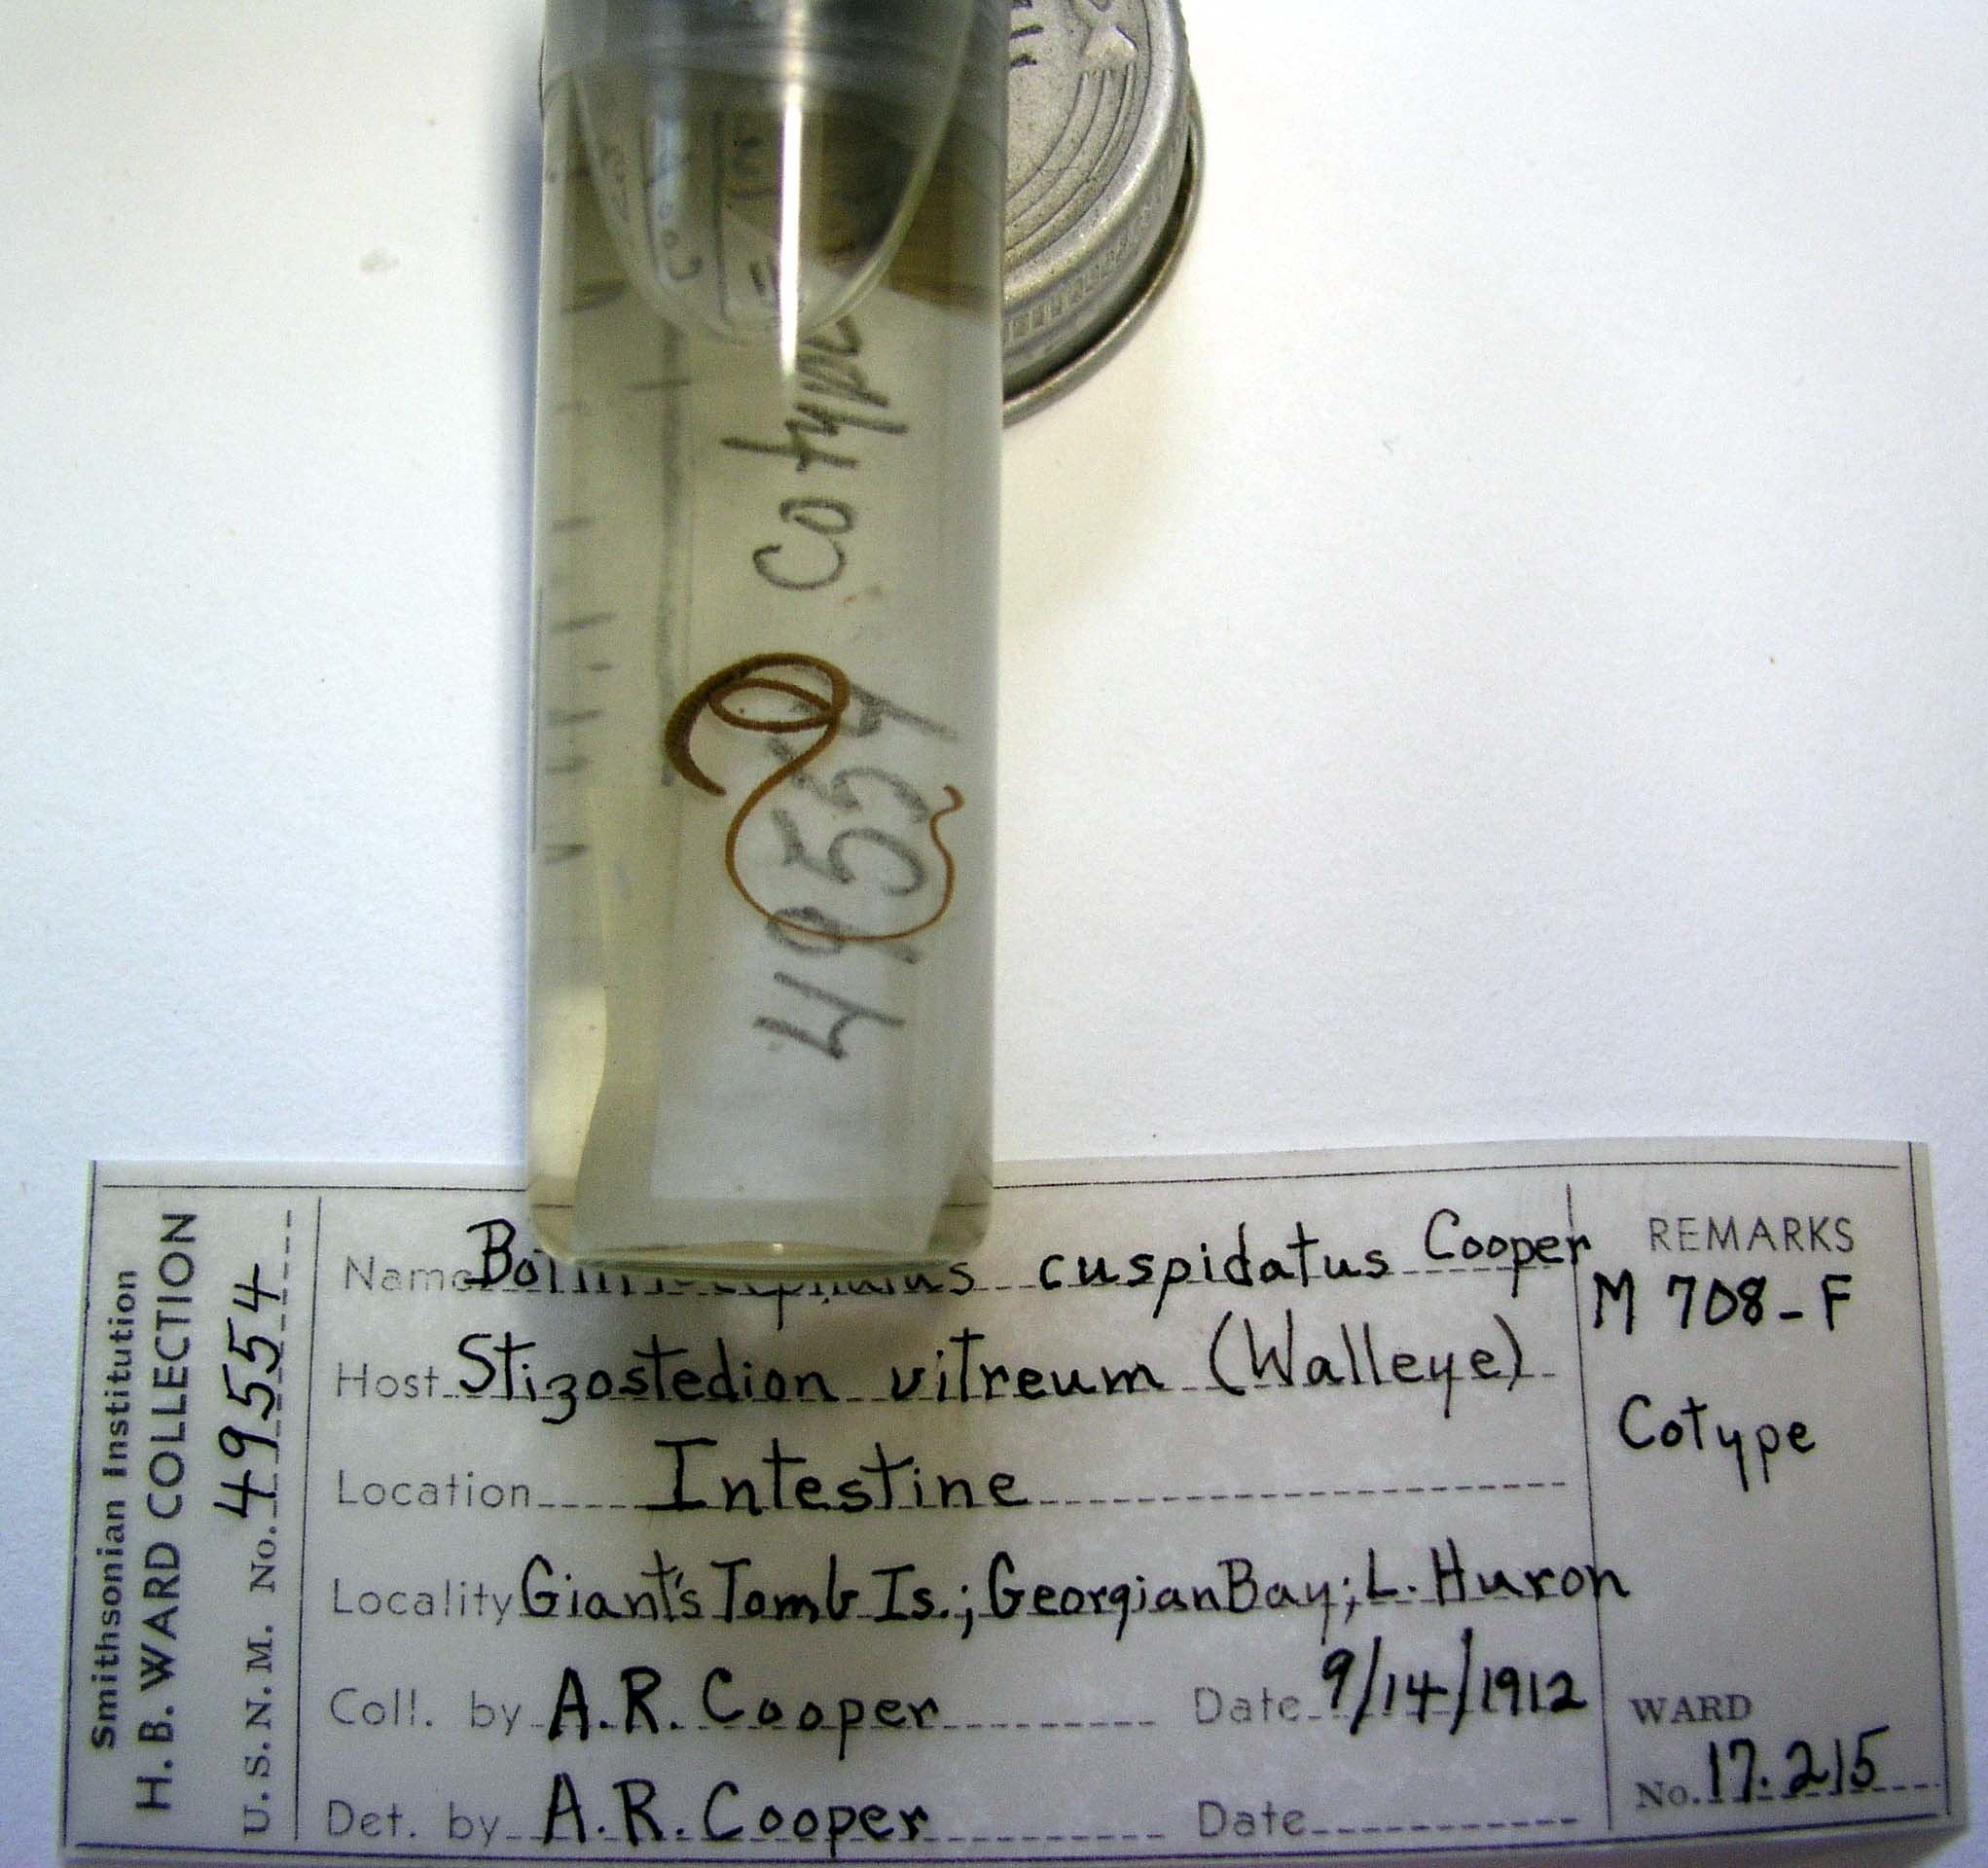 Cotype
49554
Smithsonian Institution
H. B. WARD COLLECTION
U. S. N. M. No. 49554
Name cuspidatus Cooper
Host Stizostedion vitreum (Walleye)
Location Intestine
Locality Giant's Tomb Is.; Georgian Bay; L. Huron
Coll. by A.R. Cooper Date 9/14/1912
Det. by A.R. Cooper Date
REMARKS
M 708-F
Cotype
WARD
No. 17.215